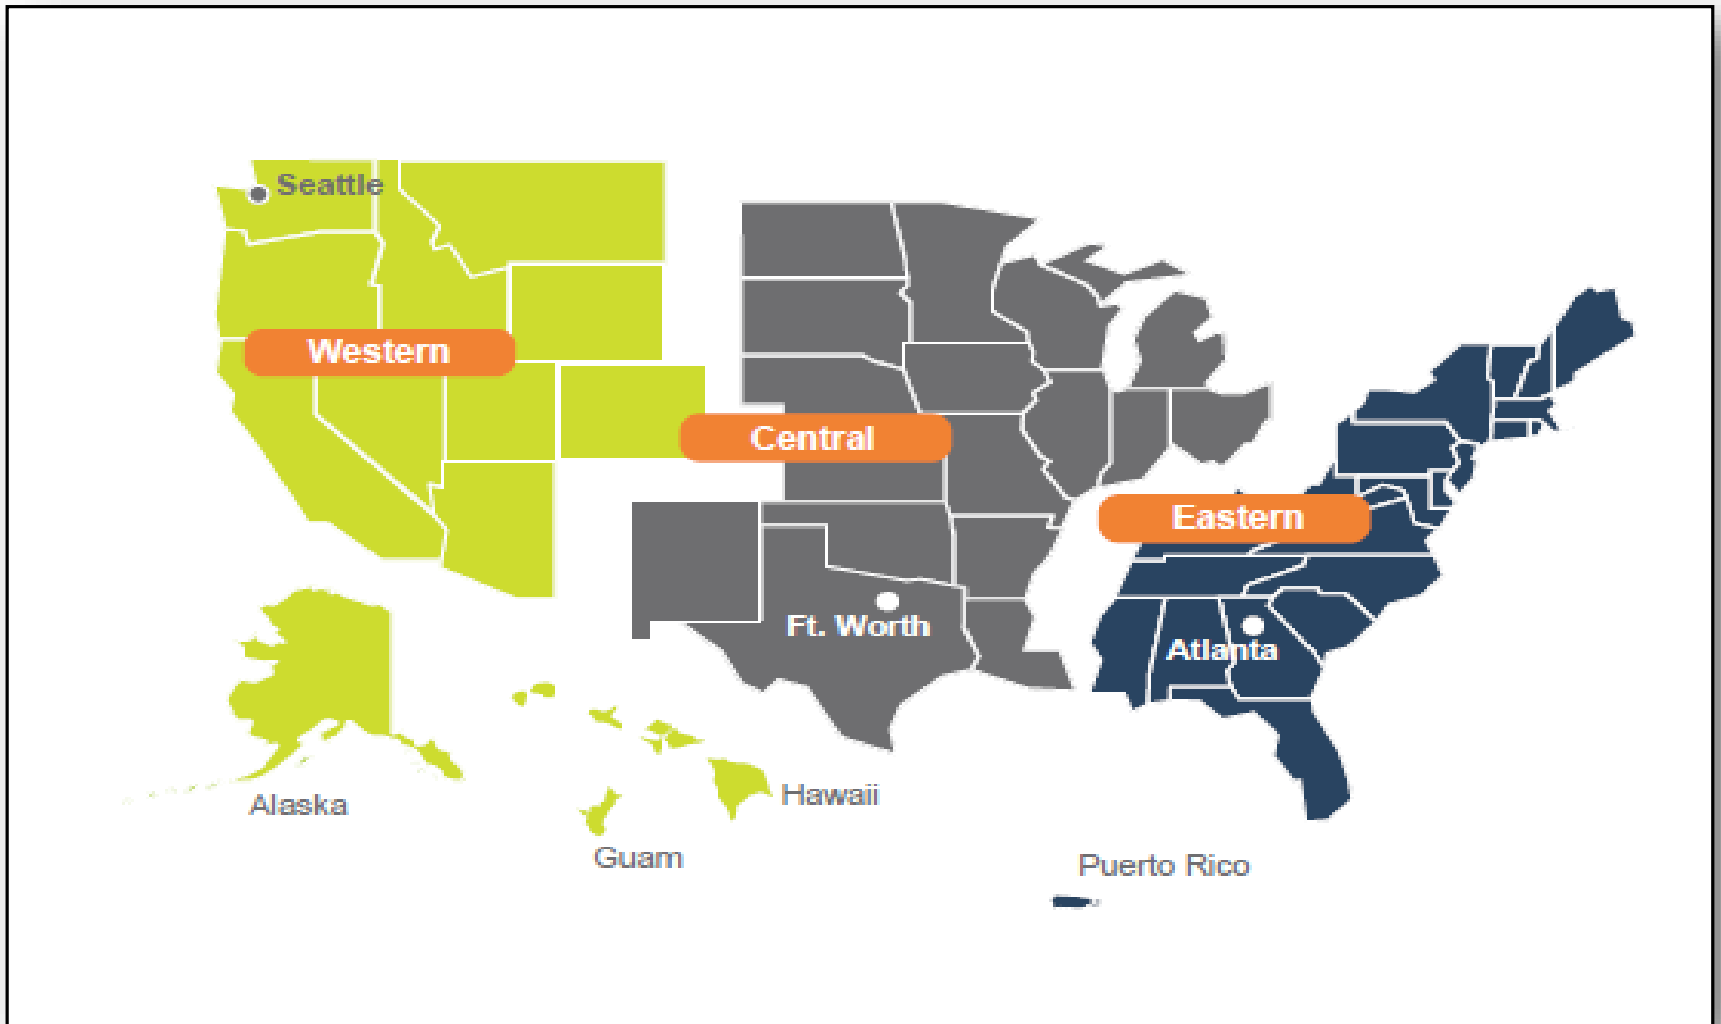 Seattle
Western
Central
Eastern
Ft. Worth
Atlanta
Alaska
Hawaii
Guam
Puerto Rico